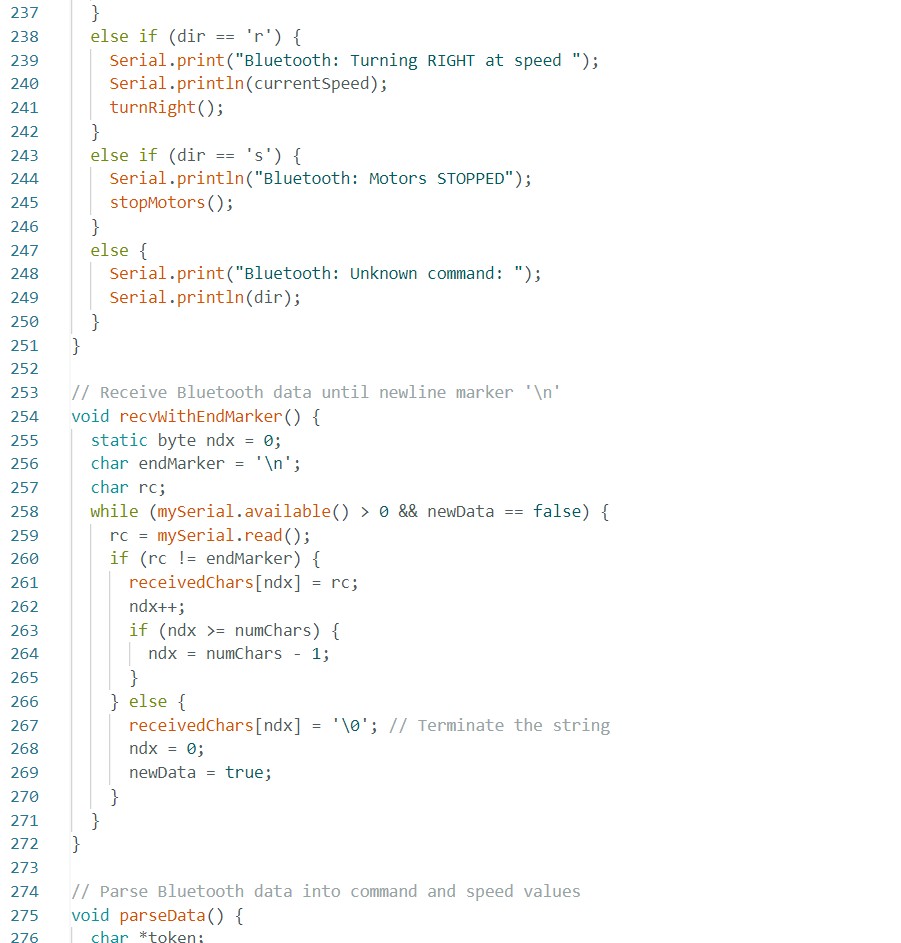 237 }
238 else if (dir == 'r') {
239 Serial.print("Bluetooth: Turning RIGHT at speed ");
240 Serial.println(currentSpeed);
241 turnRight();
242 }
243 else if (dir == 's') {
244 Serial.println("Bluetooth: Motors STOPPED");
245 stopMotors();
246 }
247 else {
248 Serial.print("Bluetooth: Unknown command: ");
249 Serial.println(dir);
250 }
251 }
252
253 // Receive Bluetooth data until newline marker '\n'
254 void recvWithEndMarker() {
255 static byte ndx = 0;
256 char endMarker = '\n';
257 char rc;
258 while (mySerial.available() > 0 && newData == false) {
259 rc = mySerial.read();
260 if (rc != endMarker) {
261 receivedChars[ndx] = rc;
262 ndx++;
263 if (ndx >= numChars) {
264 ndx = numChars - 1;
265 }
266 } else {
267 receivedChars[ndx] = '\0'; // Terminate the string
268 ndx = 0;
269 newData = true;
270 }
271 }
272 }
273
274 // Parse Bluetooth data into command and speed values
275 void parseData() {
276 char *token;